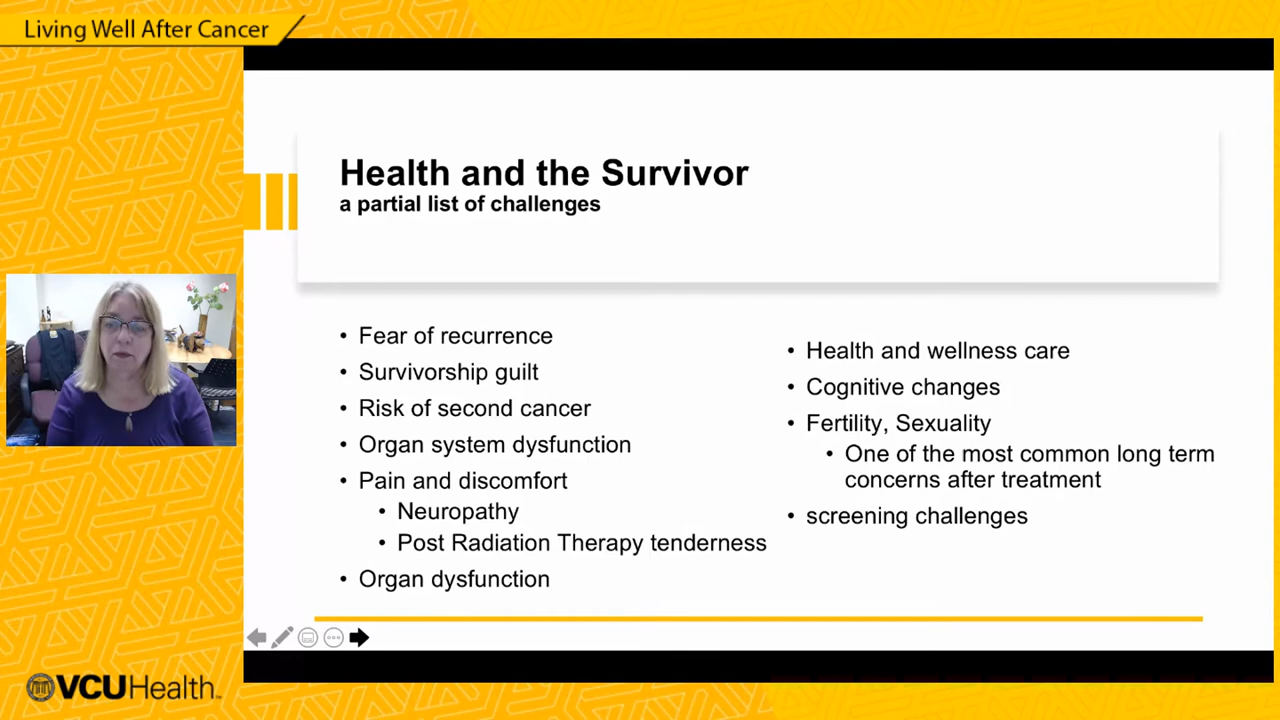 Living Well After Cancer
Health and the Survivor
a partial list of challenges
• Fear of recurrence
• Survivorship guilt
• Risk of second cancer
• Organ system dysfunction
• Pain and discomfort
• Neuropathy
• Post Radiation Therapy tenderness
• Organ dysfunction
• Health and wellness care
• Cognitive changes
• Fertility, Sexuality
• One of the most common long term
concerns after treatment
• screening challenges
VCUHealth